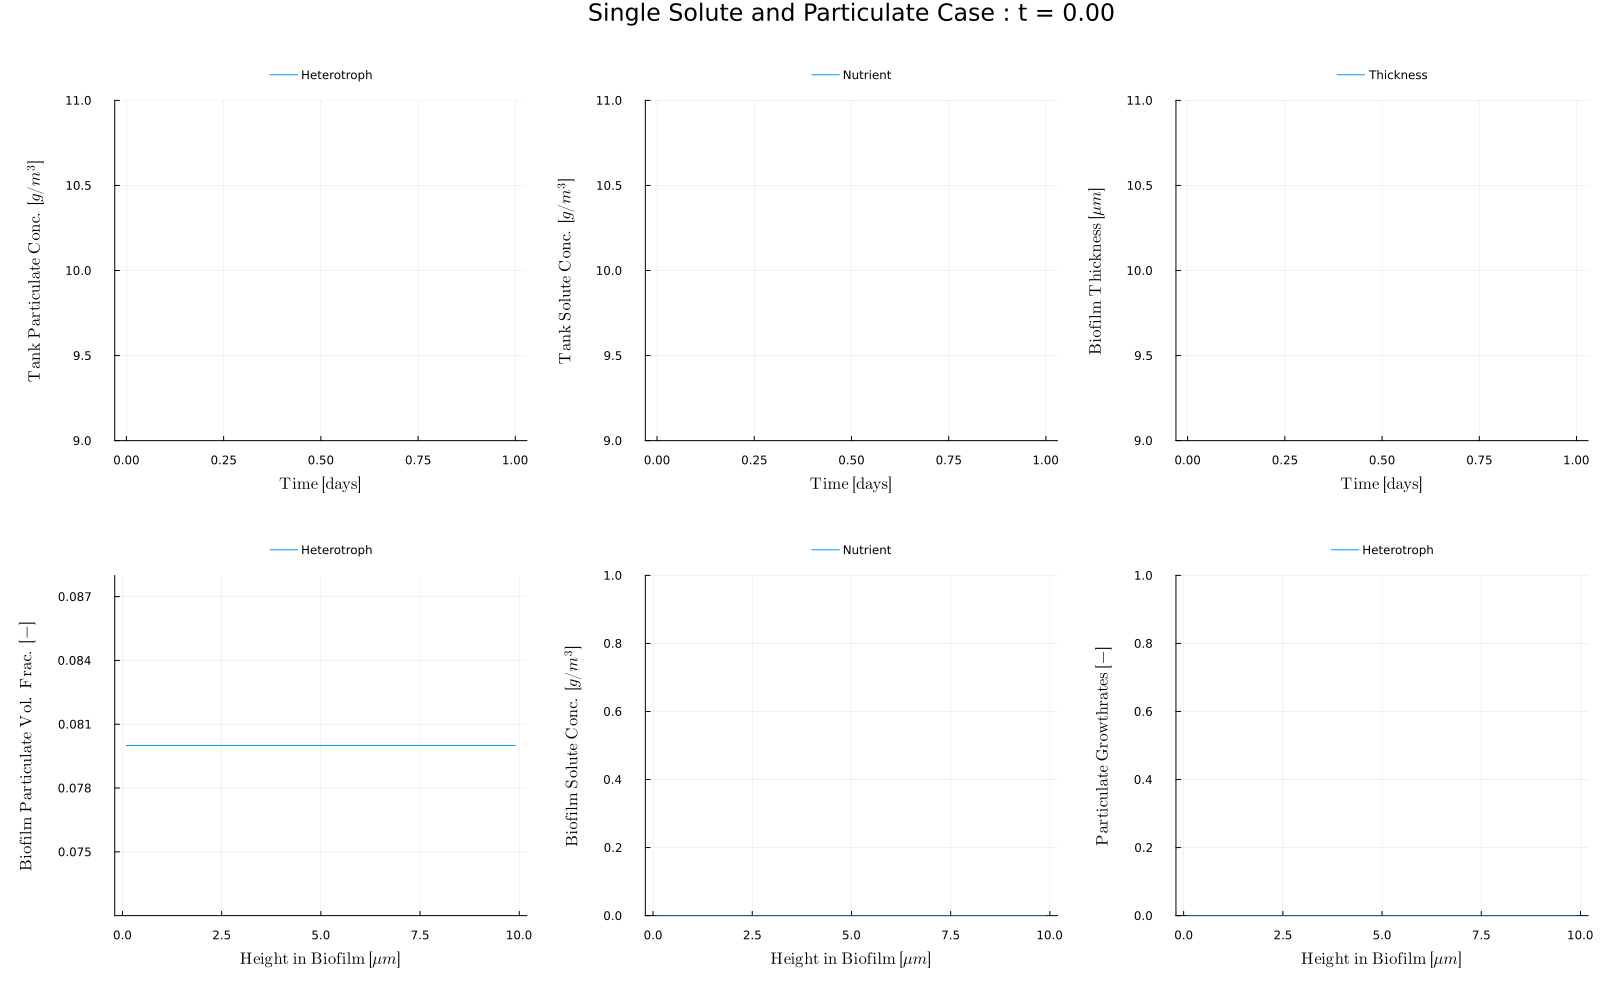 Single Solute and Particulate Case : t = 0.00
Heterotroph
11.0
10.5
10.0
9.5
9.0
Tank Particulate Conc. [g/m³]
0.00 0.25 0.50 0.75 1.00
Time [days]
Nutrient
11.0
10.5
10.0
9.5
9.0
Tank Solute Conc. [g/m³]
0.00 0.25 0.50 0.75 1.00
Time [days]
Thickness
11.0
10.5
10.0
9.5
9.0
Biofilm Thickness [μm]
0.00 0.25 0.50 0.75 1.00
Time [days]
Heterotroph
0.087
0.084
0.081
0.078
0.075
Biofilm Particulate Vol. Frac. [−]
0.0 2.5 5.0 7.5 10.0
Height in Biofilm [μm]
Nutrient
1.0
0.8
0.6
0.4
0.2
0.0
Biofilm Solute Conc. [g/m³]
0.0 2.5 5.0 7.5 10.0
Height in Biofilm [μm]
Heterotroph
1.0
0.8
0.6
0.4
0.2
0.0
Particulate Growthrates [−]
0.0 2.5 5.0 7.5 10.0
Height in Biofilm [μm]